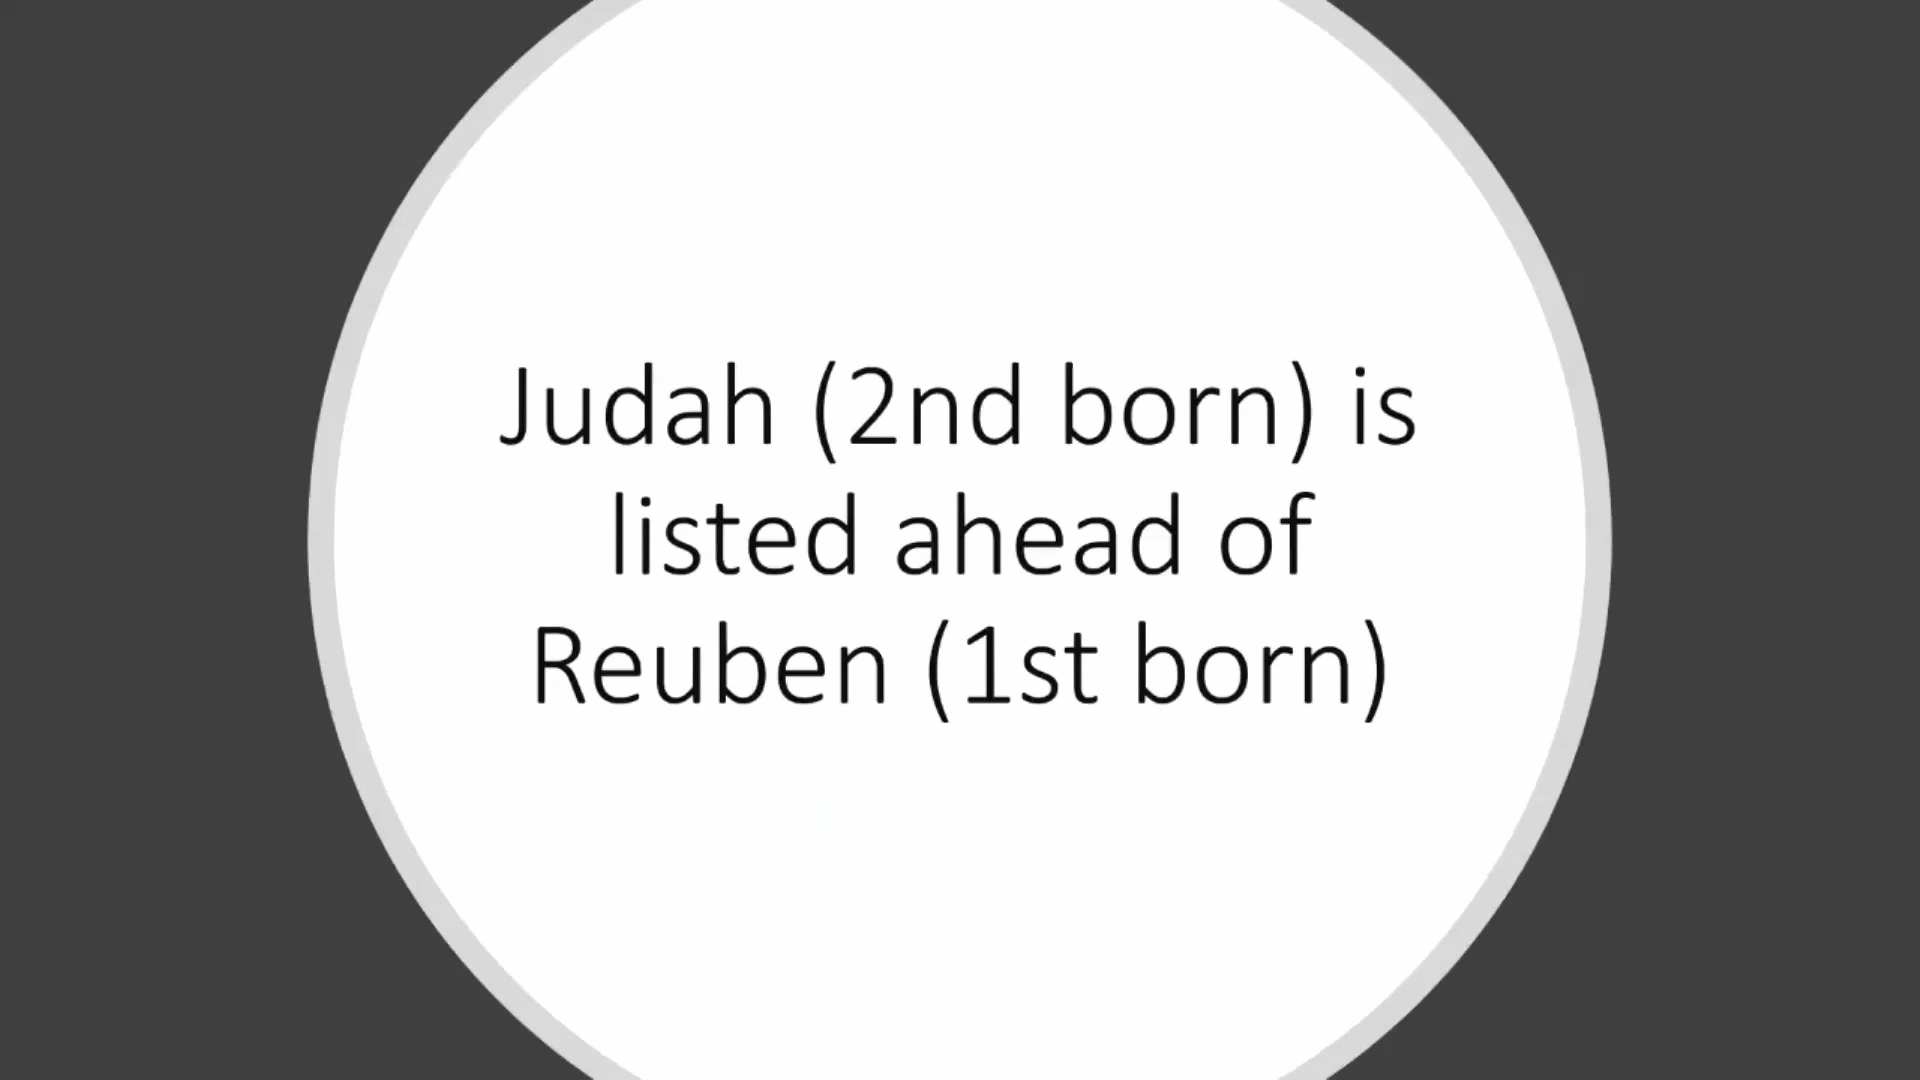 Judah (2nd born) is
listed ahead of
Reuben (1st born)